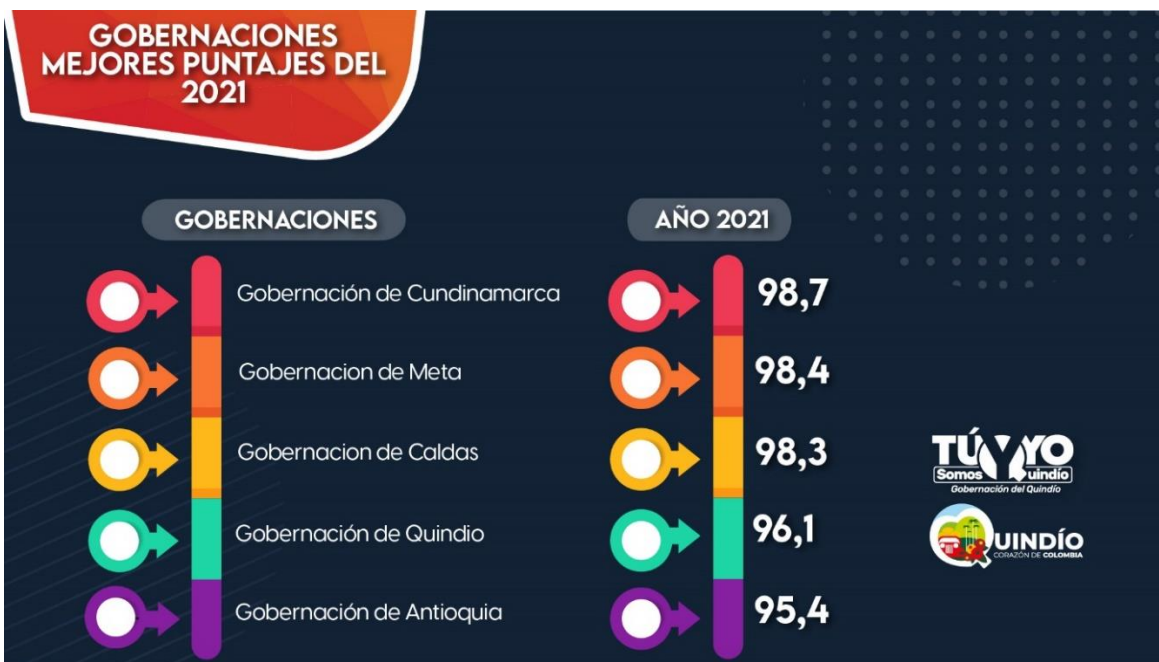 GOBERNACIONES
MEJORES PUNTAJES DEL
2021
GOBERNACIONES
AÑO 2021
Gobernación de Cundinamarca
98,7
Gobernacion de Meta
98,4
Gobernacion de Caldas
98,3
Gobernación de Quindio
96,1
Gobernación de Antioquia
95,4
TÚ Y YO
Somos Quindío
Gobernación del Quindío
QUINDÍO
CORAZÓN DE COLOMBIA